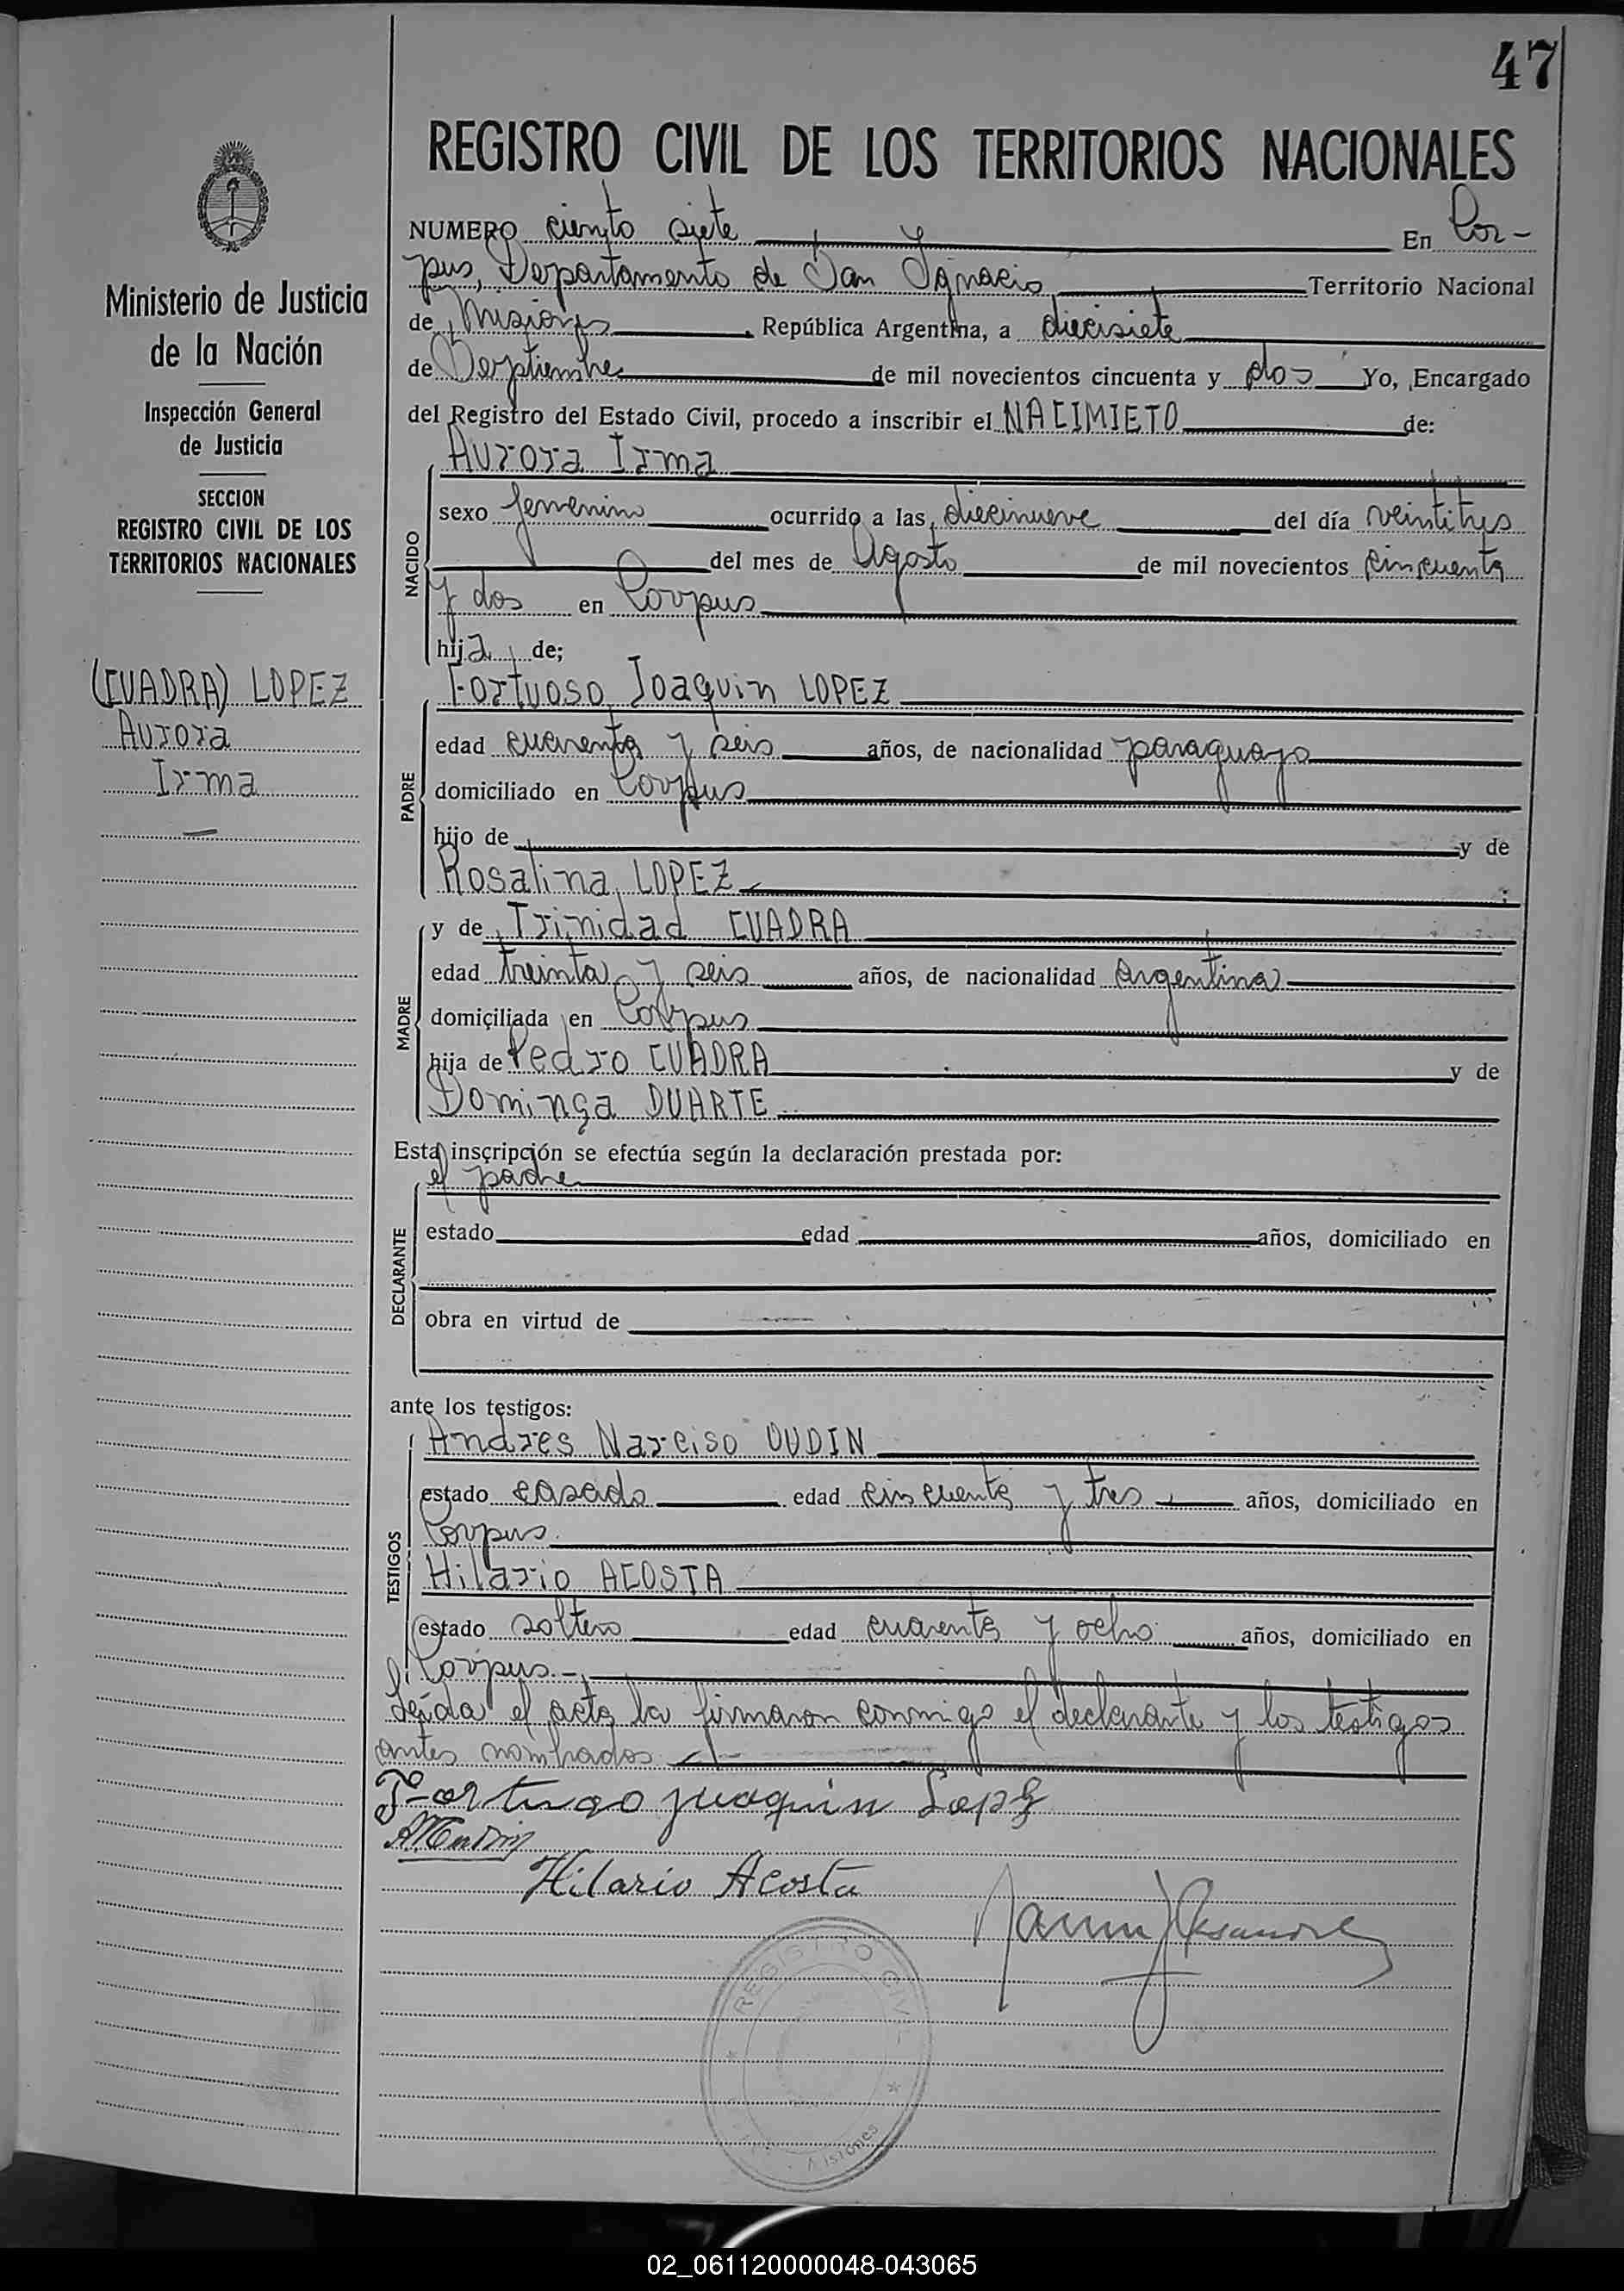 47
REGISTRO CIVIL DE LOS TERRITORIOS NACIONALES
Ministerio de Justicia
de la Nación
Inspección General
de Justicia
SECCION
REGISTRO CIVIL DE LOS
TERRITORIOS NACIONALES
(CUADRA) LOPEZ
Aurora
Irma
NUMERO ciento siete En Cor-
pus, Departamento de San Ignacio Territorio Nacional
de Misiones República Argentina, a diecisiete
de Septiembre de mil novecientos cincuenta y dos Yo, Encargado
del Registro del Estado Civil, procedo a inscribir el NACIMIETO de:
Aurora Irma
NACIDO
sexo femenino ocurrido a las diecinueve del día veintitres
del mes de Agosto de mil novecientos cincuenta
y dos en Corpus
hija de;
PADRE
Fortuoso Joaquin LOPEZ
edad cuarenta y seis años, de nacionalidad paraguayo
domiciliado en Corpus
hijo de y de
Rosalina LOPEZ ;
MADRE
y de Trinidad CUADRA
edad treinta y seis años, de nacionalidad argentina
domiciliada en Corpus
hija de Pedro CUADRA y de
Dominga DUARTE
Esta inscripción se efectúa según la declaración prestada por:
DECLARANTE
el padre
estado edad años, domiciliado en
obra en virtud de
ante los testigos:
TESTIGOS
Andres Narciso OUDIN
estado casado edad cincuenta y tres años, domiciliado en
Corpus.
Hilario ACOSTA
estado soltero edad cuarenta y ocho años, domiciliado en
Corpus.-
Leída el acta la firmaron conmigo el declarante y los testigos
antes nombrados
Fortuoso juaquin Lopez
Hilario Acosta
REGISTRO CIVIL
Misiones
02_061120000048-043065